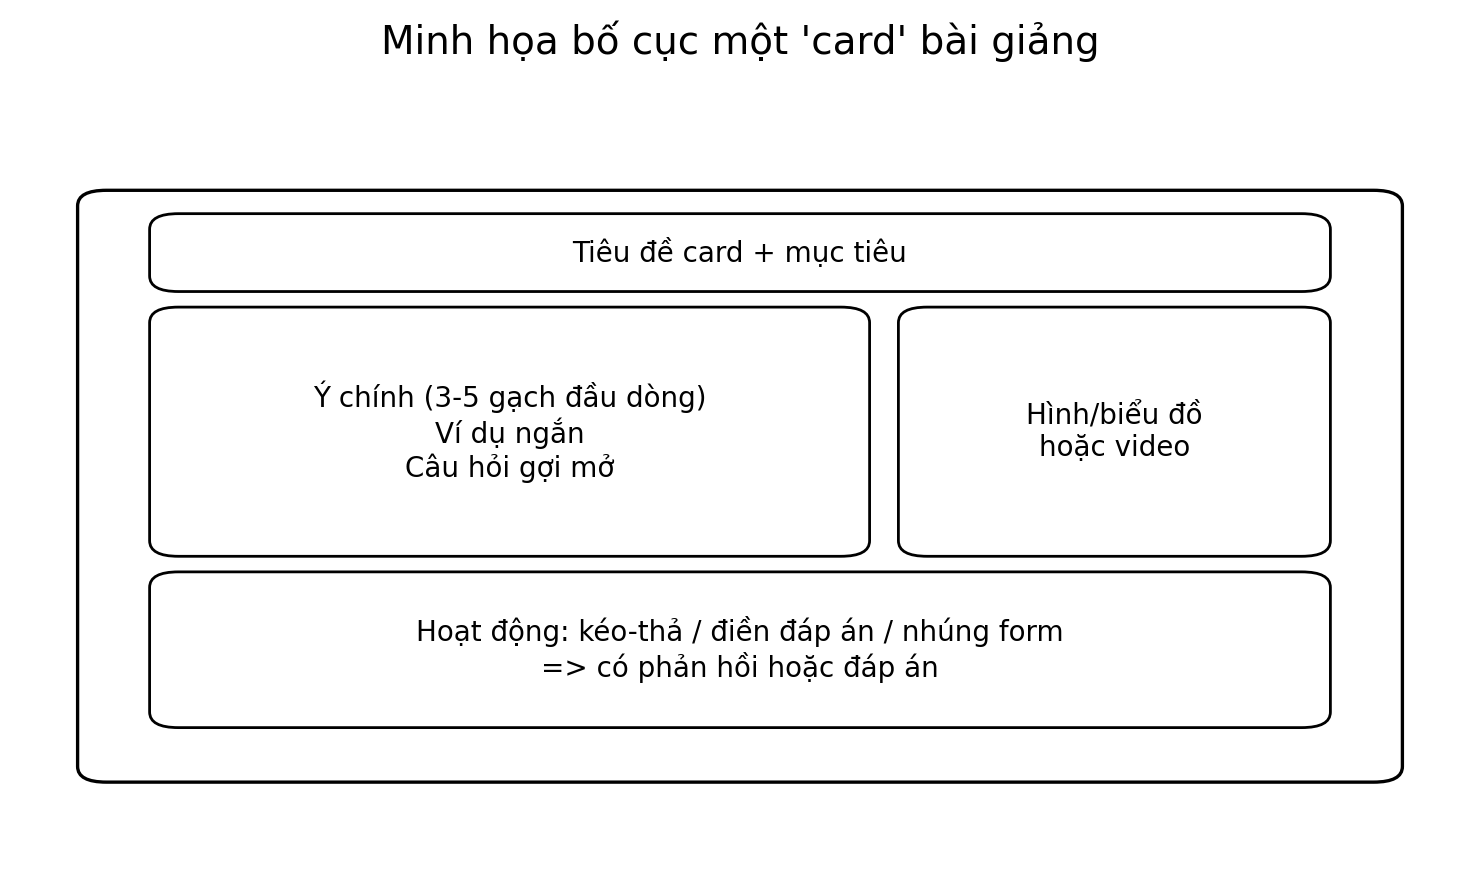 Minh họa bố cục một 'card' bài giảng
Tiêu đề card + mục tiêu
Ý chính (3-5 gạch đầu dòng)
Ví dụ ngắn
Câu hỏi gợi mở
Hình/biểu đồ
hoặc video
Hoạt động: kéo-thả / điền đáp án / nhúng form
=> có phản hồi hoặc đáp án